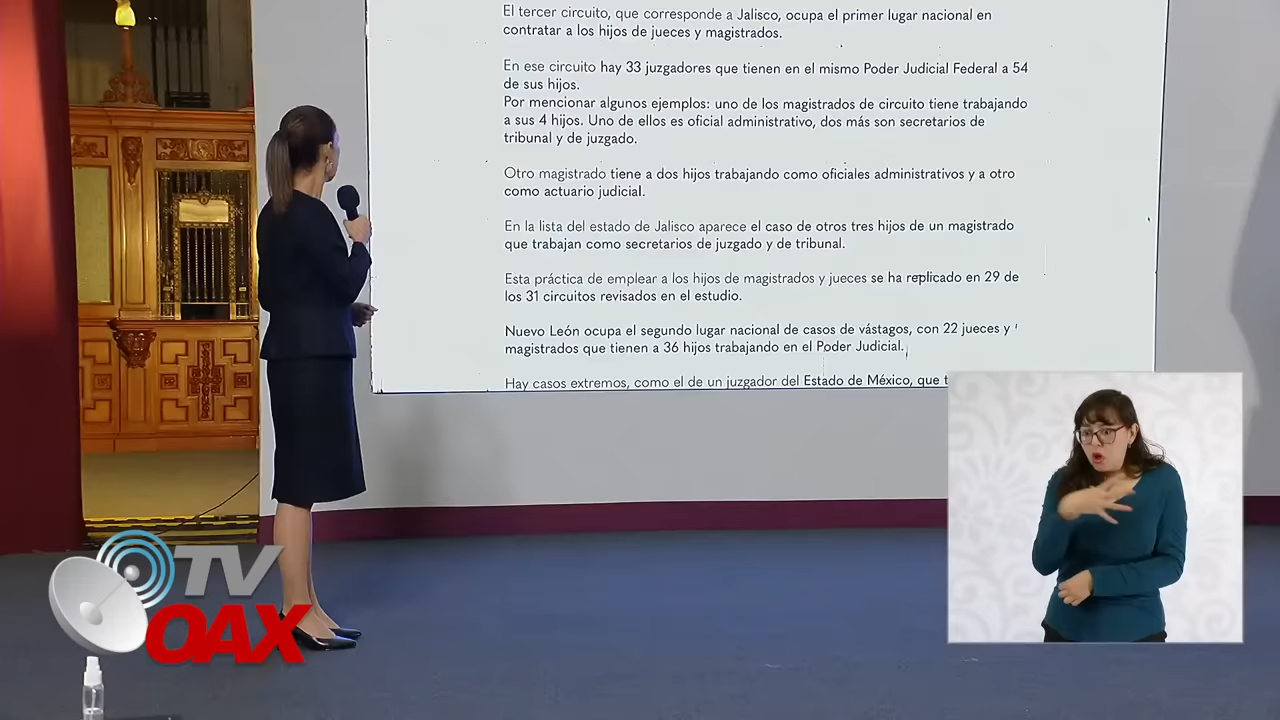 El tercer circuito, que corresponde a Jalisco, ocupa el primer lugar nacional en
contratar a los hijos de jueces y magistrados.
En ese circuito hay 33 juzgadores que tienen en el mismo Poder Judicial Federal a 54
de sus hijos.
Por mencionar algunos ejemplos: uno de los magistrados de circuito tiene trabajando
a sus 4 hijos. Uno de ellos es oficial administrativo, dos más son secretarios de
tribunal y de juzgado.
Otro magistrado tiene a dos hijos trabajando como oficiales administrativos y a otro
como actuario judicial.
En la lista del estado de Jalisco aparece el caso de otros tres hijos de un magistrado
que trabajan como secretarios de juzgado y de tribunal.
Esta práctica de emplear a los hijos de magistrados y jueces se ha replicado en 29 de
los 31 circuitos revisados en el estudio.
Nuevo León ocupa el segundo lugar nacional de casos de vástagos, con 22 jueces y
magistrados que tienen a 36 hijos trabajando en el Poder Judicial.
Hay casos extremos, como el de un juzgador del Estado de México, que t
TV
OAX